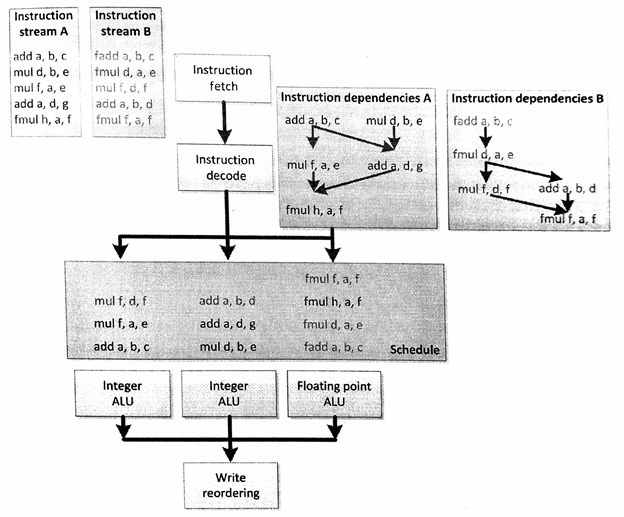 Instruction
stream A
add a, b, c
mul d, b, e
mul f, a, e
add a, d, g
fmul h, a, f
Instruction
stream B
fadd a, b, c
fmul d, a, e
mul f, d, f
add a, b, d
fmul f, a, f
Instruction
fetch
Instruction
decode
Instruction dependencies A
add a, b, c mul d, b, e
mul f, a, e add a, d, g
fmul h, a, f
Instruction dependencies B
fadd a, b, c
fmul d, a, e
mul f, d, f add a, b, d
fmul f, a, f
fmul f, a, f
mul f, d, f add a, b, d fmul h, a, f
mul f, a, e add a, d, g fmul d, a, e
add a, b, c mul d, b, e fadd a, b, c
Schedule
Integer
ALU
Integer
ALU
Floating point
ALU
Write
reordering